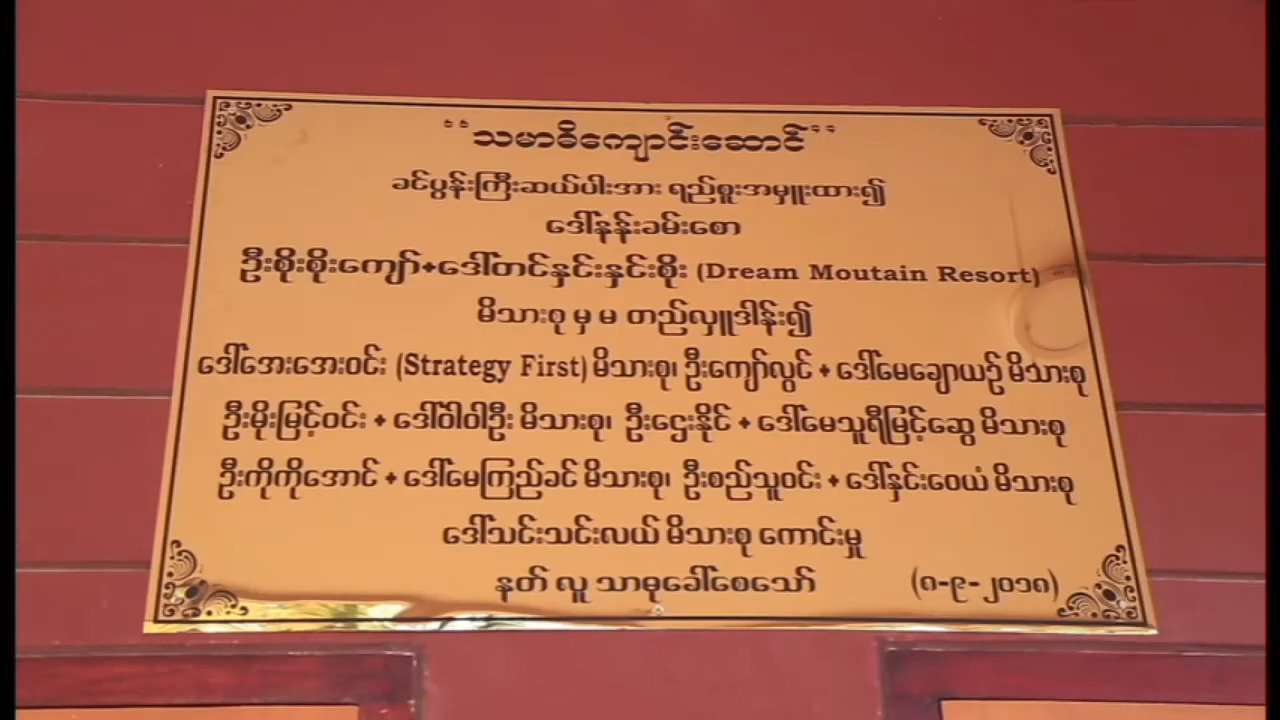 “သမာဓိကျောင်းဆောင်”
ခင်ပွန်းကြီးဆယ်ပါးအား ရည်စူးအမှူးထား၍
ဒေါ်နန်းခမ်းစော
ဦးစိုးစိုးကျော်+ဒေါ်တင်နှင်းနှင်းစိုး (Dream Moutain Resort)
မိသားစု မှ မ တည်လှူဒါန်း၍
ဒေါ်အေးအေးဝင်း (Strategy First) မိသားစု၊ ဦးကျော်လွင် + ဒေါ်မေချောယဉ် မိသားစု
ဦးမိုးမြင့်ဝင်း + ဒေါ်ဝါဝါဦး မိသားစု၊ ဦးဌေးနိုင် + ဒေါ်မေသူရီမြင့်ဆွေ မိသားစု
ဦးကိုကိုအောင် + ဒေါ်မေကြည်ခင် မိသားစု၊ ဦးစည်သူဝင်း + ဒေါ်နှင်းဝေယံ မိသားစု
ဒေါ်သင်းသင်းလယ် မိသားစု ကောင်းမှု
နတ် လူ သာဓုခေါ်စေသော် (၈-၉-၂၀၁၈)